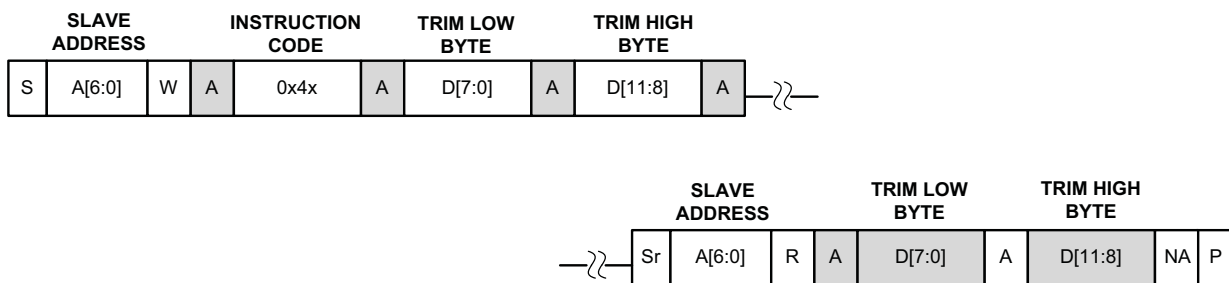 SLAVE ADDRESS INSTRUCTION CODE TRIM LOW BYTE TRIM HIGH BYTE
S A[6:0] W A 0x4x A D[7:0] A D[11:8] A
SLAVE ADDRESS TRIM LOW BYTE TRIM HIGH BYTE
Sr A[6:0] R A D[7:0] A D[11:8] NA P